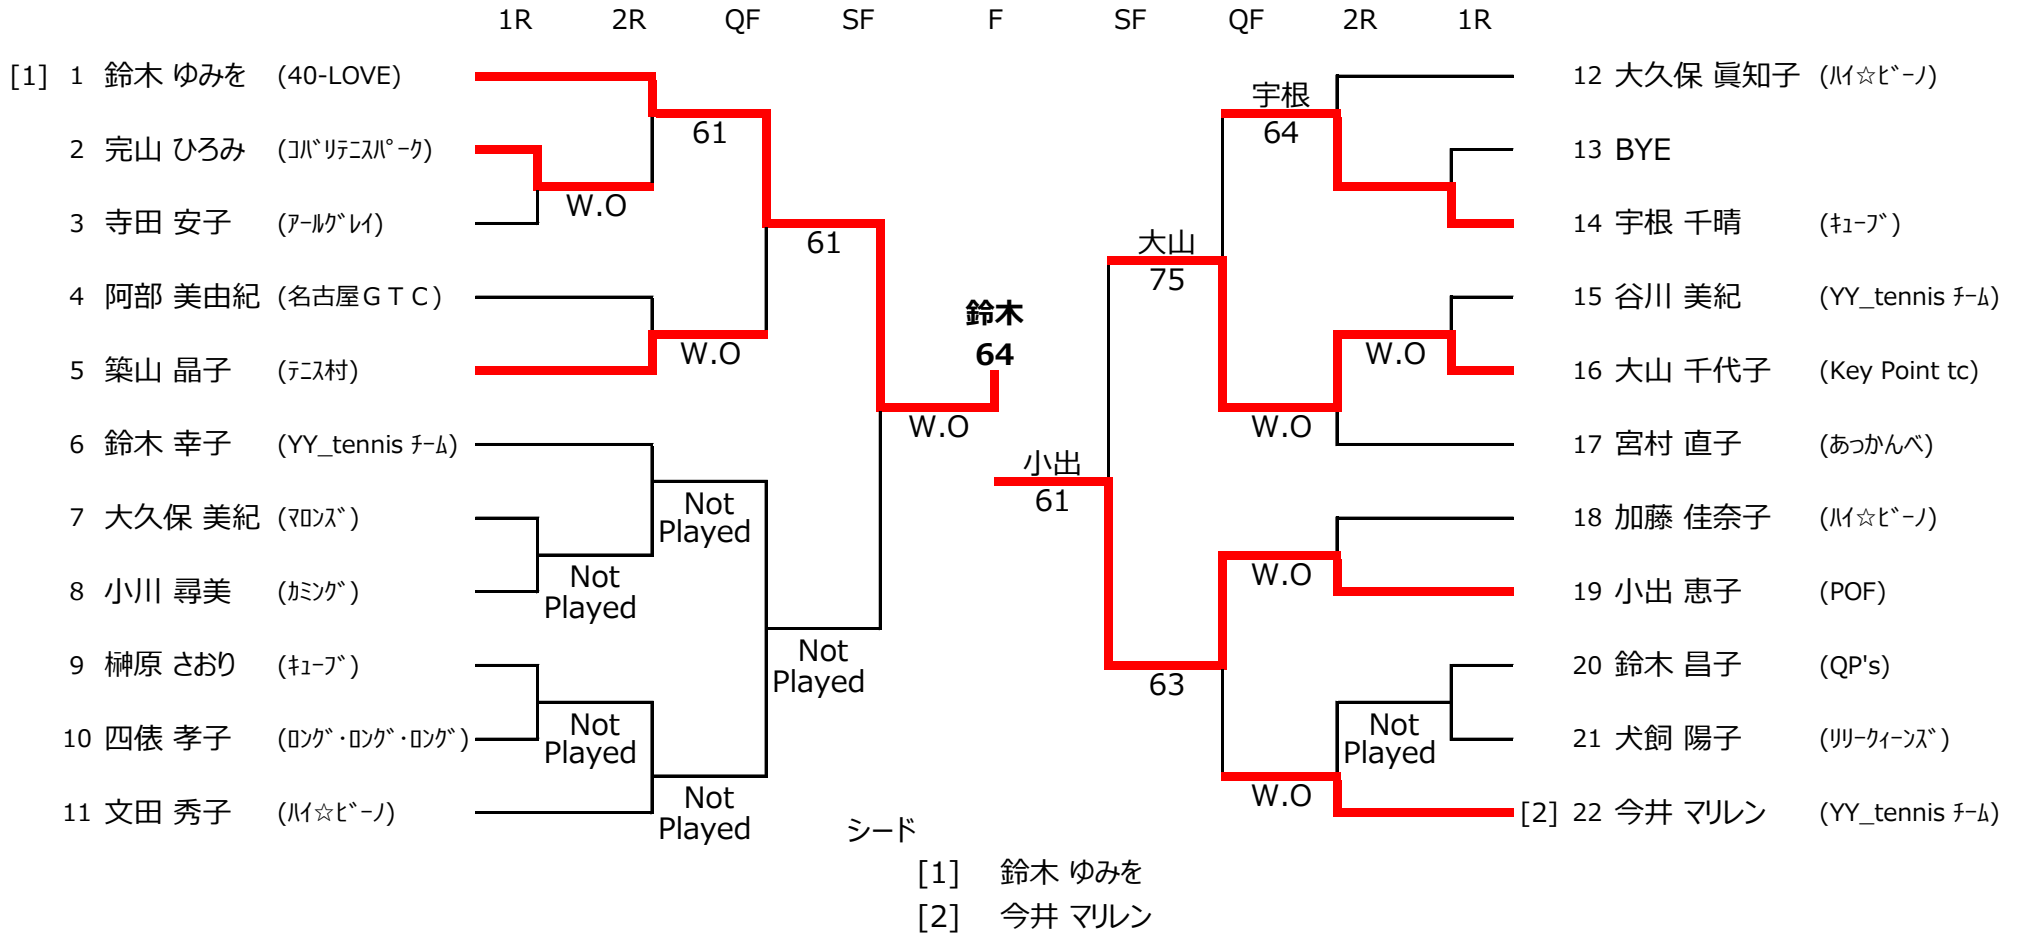 1R 2R QF SF F SF QF 2R 1R
[1] 1 鈴木 ゆみを (40-LOVE)
2 完山 ひろみ (ｺﾊﾞﾘﾃﾆｽﾊﾟｰｸ)
3 寺田 安子 (ｱｰﾙｸﾞﾚｲ)
4 阿部 美由紀 (名古屋ＧＴＣ)
5 築山 晶子 (ﾃﾆｽ村)
6 鈴木 幸子 (YY_tennis ﾁｰﾑ)
7 大久保 美紀 (ﾏﾛﾝｽﾞ)
8 小川 尋美 (ｶﾐﾝｸﾞ)
9 榊原 さおり (ｷｭｰﾌﾞ)
10 四俵 孝子 (ﾛﾝｸﾞ･ﾛﾝｸﾞ･ﾛﾝｸﾞ)
11 文田 秀子 (ﾊｲ☆ﾋﾞｰﾉ)
W.O
Not
Played
Not
Played
61
W.O
Not
Played
Not
Played
61
Not
Played
W.O
鈴木
64
小出
61
大山
75
63
宇根
64
W.O
W.O
W.O
W.O
Not
Played
12 大久保 眞知子 (ﾊｲ☆ﾋﾞｰﾉ)
13 BYE
14 宇根 千晴 (ｷｭｰﾌﾞ)
15 谷川 美紀 (YY_tennis ﾁｰﾑ)
16 大山 千代子 (Key Point tc)
17 宮村 直子 (あっかんべ)
18 加藤 佳奈子 (ﾊｲ☆ﾋﾞｰﾉ)
19 小出 恵子 (POF)
20 鈴木 昌子 (QP's)
21 犬飼 陽子 (ﾘﾘｰｸｨｰﾝｽﾞ)
[2] 22 今井 マリレン (YY_tennis ﾁｰﾑ)
シード
[1] 鈴木 ゆみを
[2] 今井 マリレン